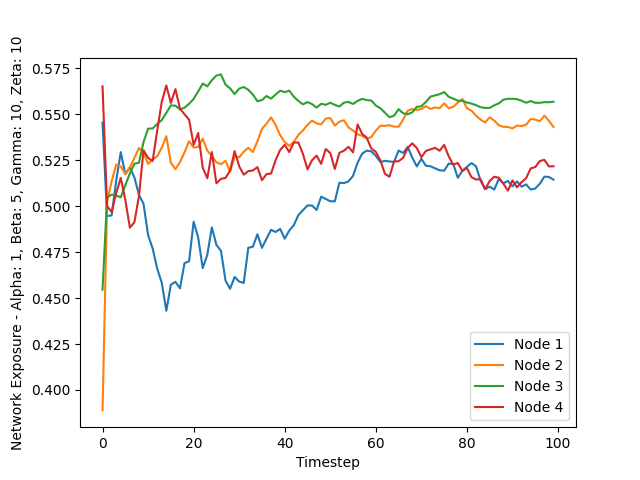 Network Exposure - Alpha: 1, Beta: 5, Gamma: 10, Zeta: 10
0.575
0.550
0.525
0.500
0.475
0.450
0.425
0.400
0
20
40
60
80
100
Timestep
Node 1
Node 2
Node 3
Node 4